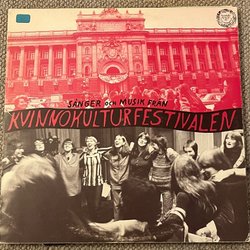 SÅNGER OCH MUSIK FRÅN
KVINNOKULTURFESTIVALEN